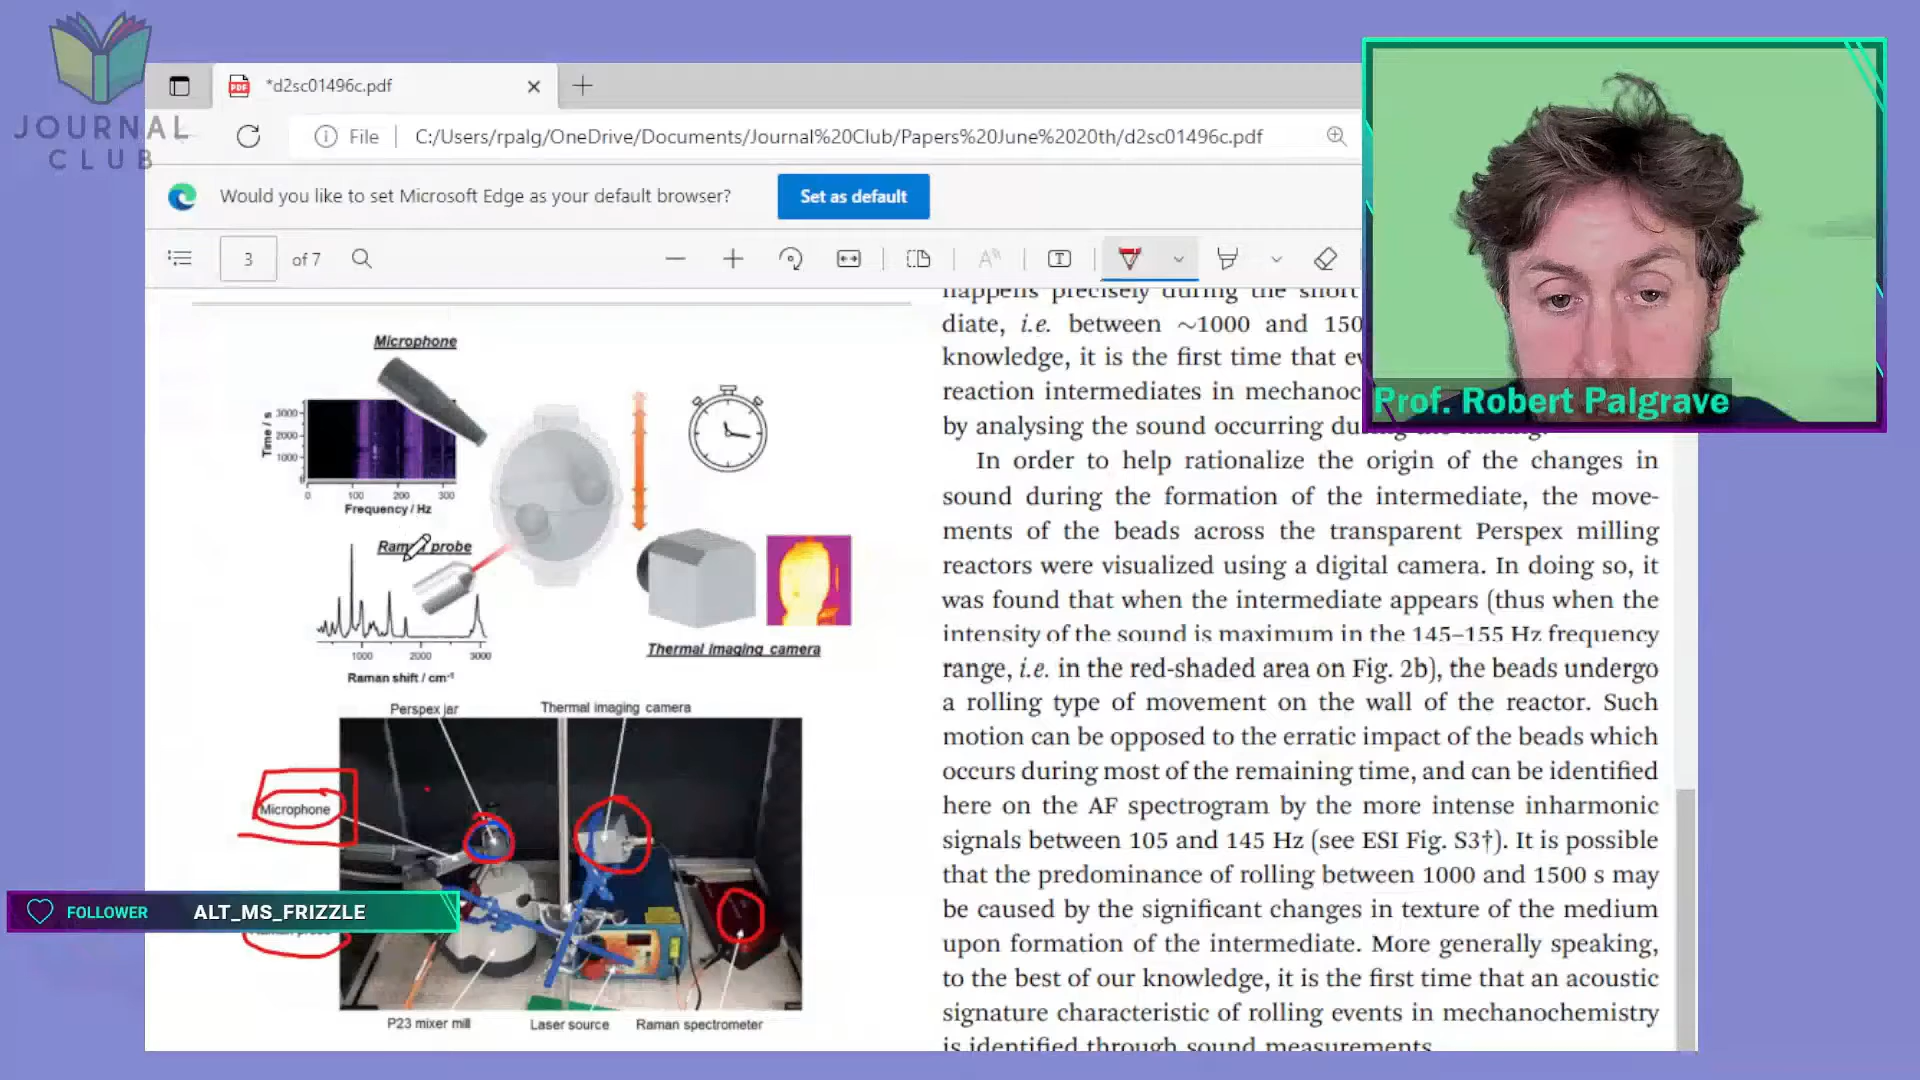 JOURNAL
CLUB
*d2sc01496c.pdf
File
C:/Users/rpalg/OneDrive/Documents/Journal%20Club/Papers%20June%2020th/d2sc01496c.pdf
Would you like to set Microsoft Edge as your default browser?
Set as default
3 of 7
Prof. Robert Palgrave
Microphone
Time / s
3000
2000
1000
0
0 100 200 300
Frequency / Hz
Raman probe
1000 2000 3000
Raman shift / cm-1
Thermal imaging camera
Perspex jar
Thermal imaging camera
Microphone
P23 mixer mill
Laser source
Raman spectrometer
FOLLOWER ALT_MS_FRIZZLE
happens precisely during the short
diate, i.e. between ~1000 and 150
knowledge, it is the first time that ev
reaction intermediates in mechanoc
by analysing the sound occurring during the milling.
In order to help rationalize the origin of the changes in
sound during the formation of the intermediate, the move-
ments of the beads across the transparent Perspex milling
reactors were visualized using a digital camera. In doing so, it
was found that when the intermediate appears (thus when the
intensity of the sound is maximum in the 145–155 Hz frequency
range, i.e. in the red-shaded area on Fig. 2b), the beads undergo
a rolling type of movement on the wall of the reactor. Such
motion can be opposed to the erratic impact of the beads which
occurs during most of the remaining time, and can be identified
here on the AF spectrogram by the more intense inharmonic
signals between 105 and 145 Hz (see ESI Fig. S3†). It is possible
that the predominance of rolling between 1000 and 1500 s may
be caused by the significant changes in texture of the medium
upon formation of the intermediate. More generally speaking,
to the best of our knowledge, it is the first time that an acoustic
signature characteristic of rolling events in mechanochemistry
is identified through sound measurements.